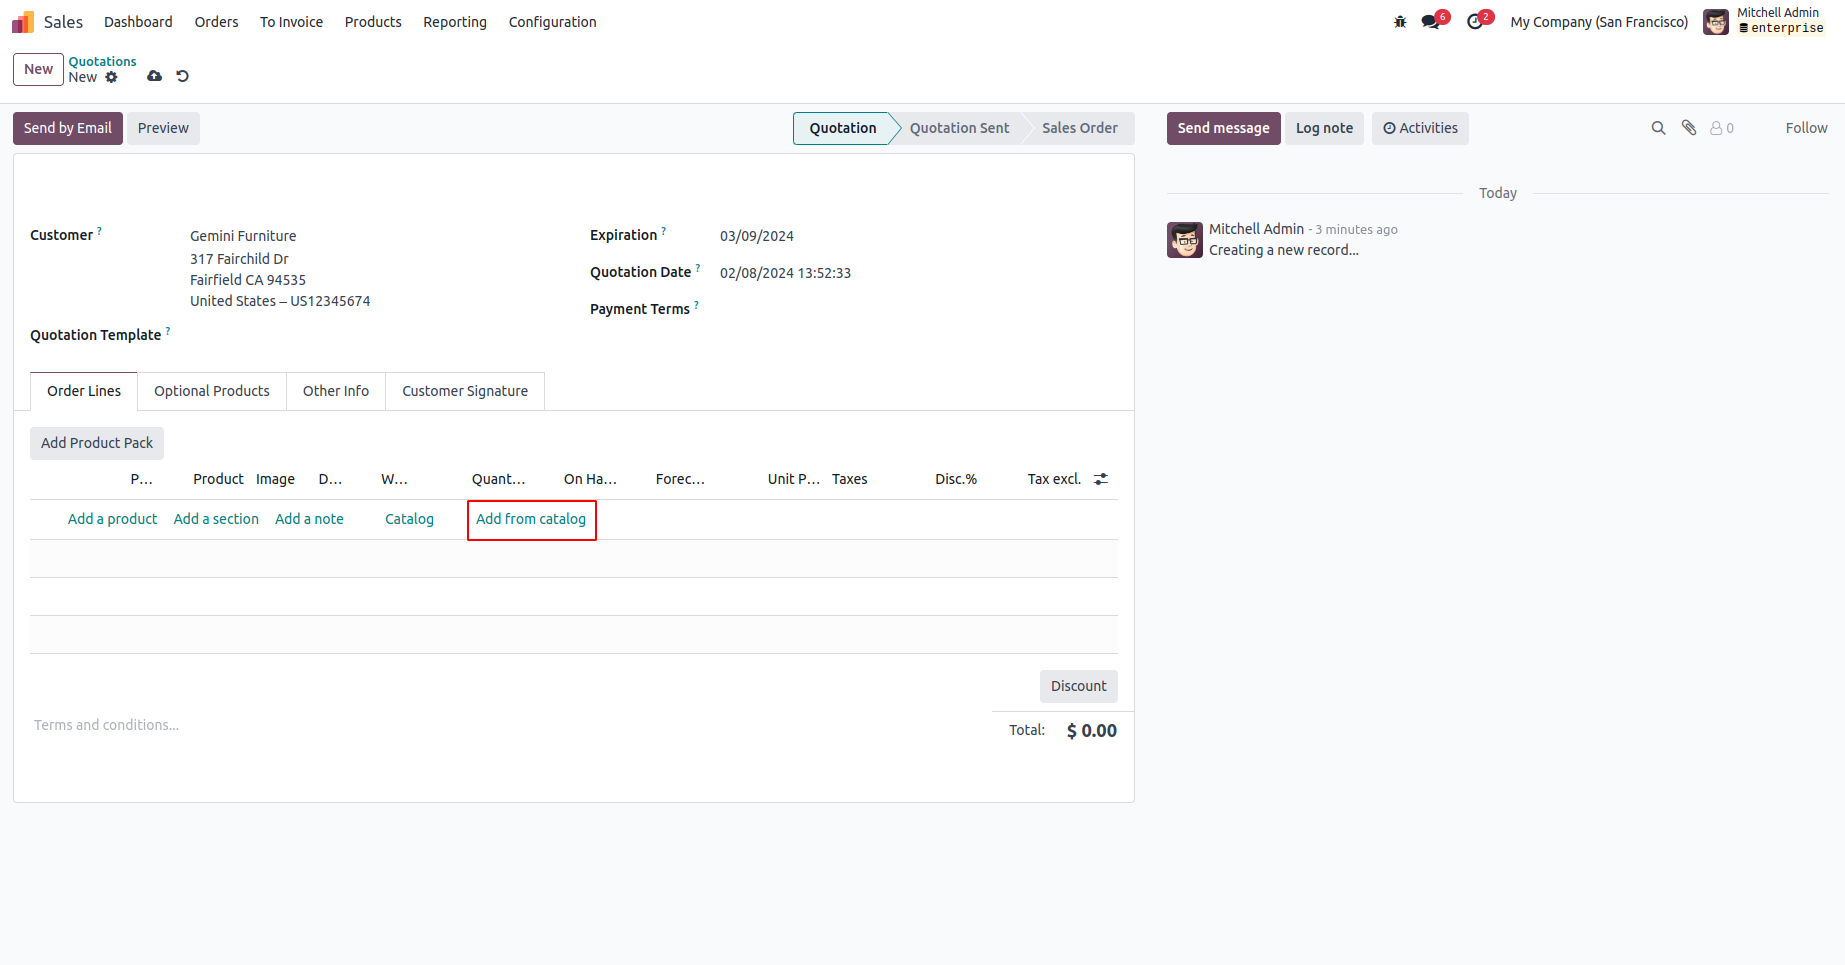 Sales Dashboard Orders To Invoice Products Reporting Configuration 6 2 My Company (San Francisco) Mitchell Admin
enterprise
New Quotations
New
Send by Email Preview Quotation Quotation Sent Sales Order Send message Log note Activities 0 Follow
Today
Mitchell Admin - 3 minutes ago
Creating a new record...
Customer ? Gemini Furniture Expiration ? 03/09/2024
317 Fairchild Dr
Fairfield CA 94535 Quotation Date ? 02/08/2024 13:52:33
United States – US12345674 Payment Terms ?
Quotation Template ?
Order Lines Optional Products Other Info Customer Signature
Add Product Pack
P... Product Image D... W... Quant... On Ha... Forec... Unit P... Taxes Disc.% Tax excl.
Add a product Add a section Add a note Catalog Add from catalog
Discount
Terms and conditions... Total: $ 0.00